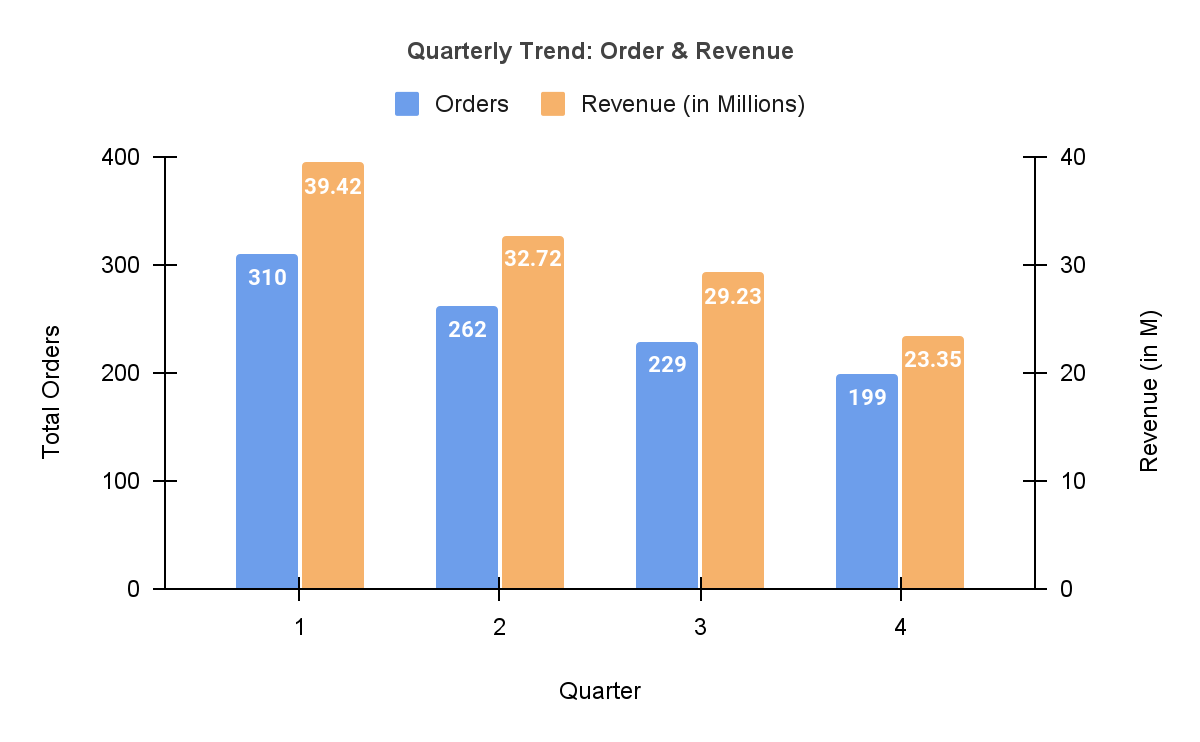 Quarterly Trend: Order & Revenue
Orders Revenue (in Millions)
400 40
39.42
310
300 30
32.72
262
29.23
229
200 20
23.35
199
100 10
0 0
Total Orders
Revenue (in M)
1 2 3 4
Quarter